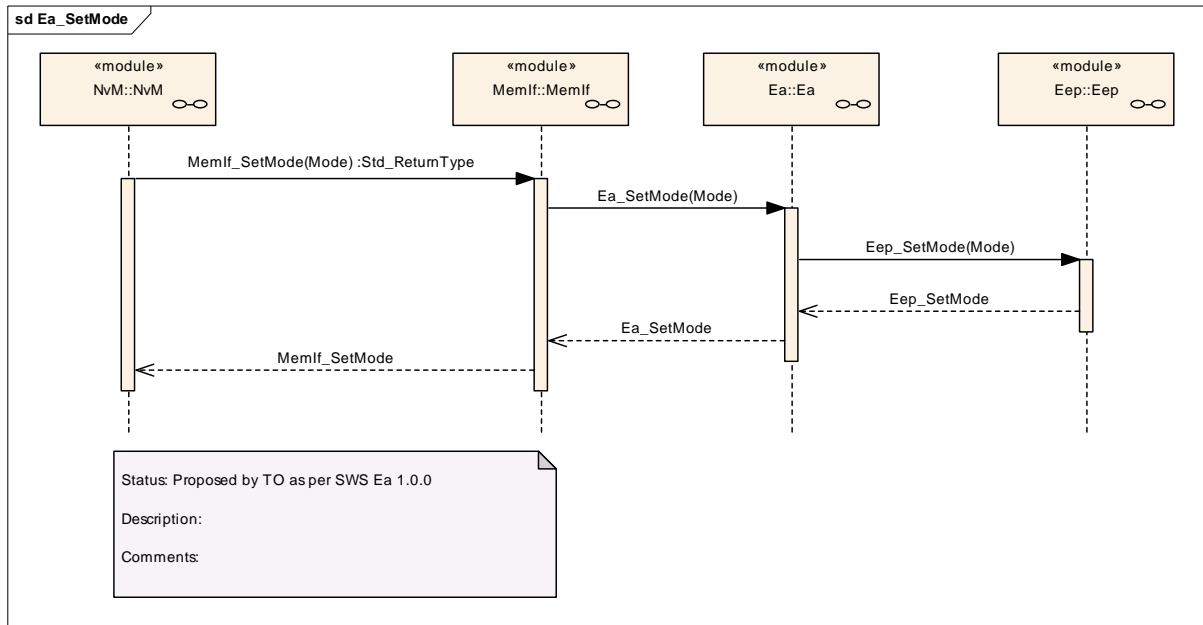 sd Ea_SetMode
«module»
NvM::NvM
«module»
MemIf::MemIf
«module»
Ea::Ea
«module»
Eep::Eep
MemIf_SetMode(Mode) :Std_ReturnType
Ea_SetMode(Mode)
Eep_SetMode(Mode)
Eep_SetMode
Ea_SetMode
MemIf_SetMode
Status: Proposed by TO as per SWS Ea 1.0.0
Description:
Comments: